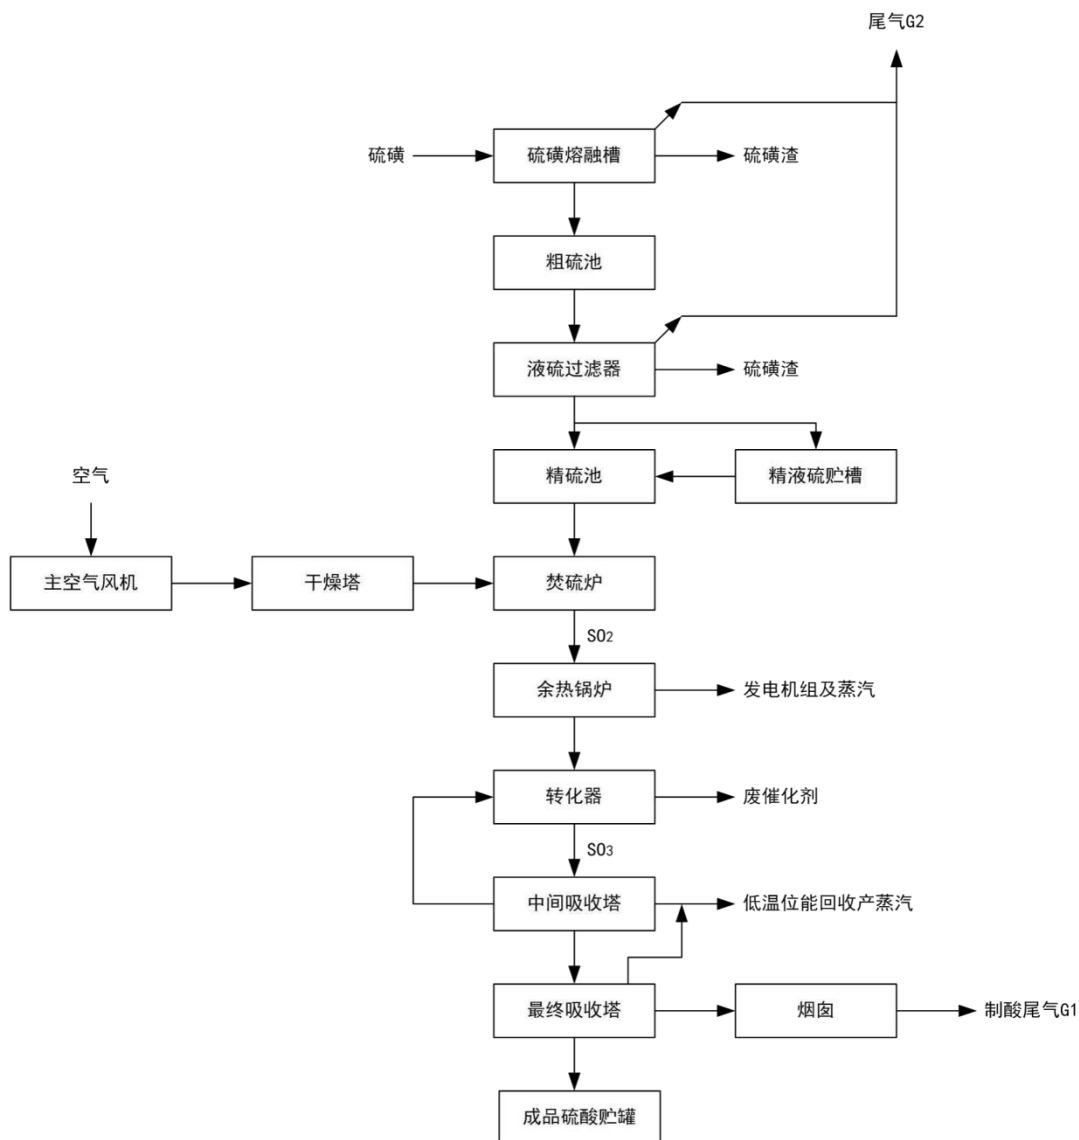 尾气G2
硫磺
硫磺熔融槽
硫磺渣
粗硫池
液硫过滤器
硫磺渣
空气
精硫池
精液硫贮槽
主空气风机
干燥塔
焚硫炉
SO2
余热锅炉
发电机组及蒸汽
转化器
废催化剂
SO3
中间吸收塔
低温位能回收产蒸汽
最终吸收塔
烟囱
制酸尾气G1
成品硫酸贮罐